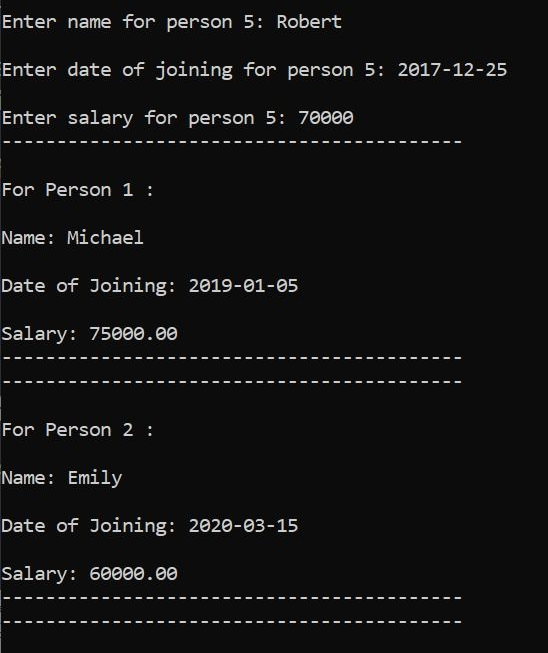 Enter name for person 5: Robert
Enter date of joining for person 5: 2017-12-25
Enter salary for person 5: 70000
------------------------------------------
For Person 1 :
Name: Michael
Date of Joining: 2019-01-05
Salary: 75000.00
------------------------------------------
------------------------------------------
For Person 2 :
Name: Emily
Date of Joining: 2020-03-15
Salary: 60000.00
------------------------------------------
------------------------------------------